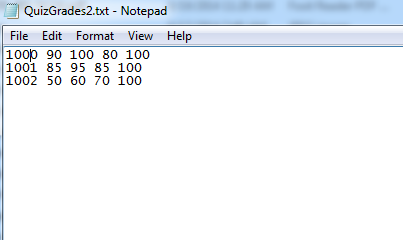 QuizGrades2.txt - Notepad
File Edit Format View Help
1000 90 100 80 100
1001 85 95 85 100
1002 50 60 70 100